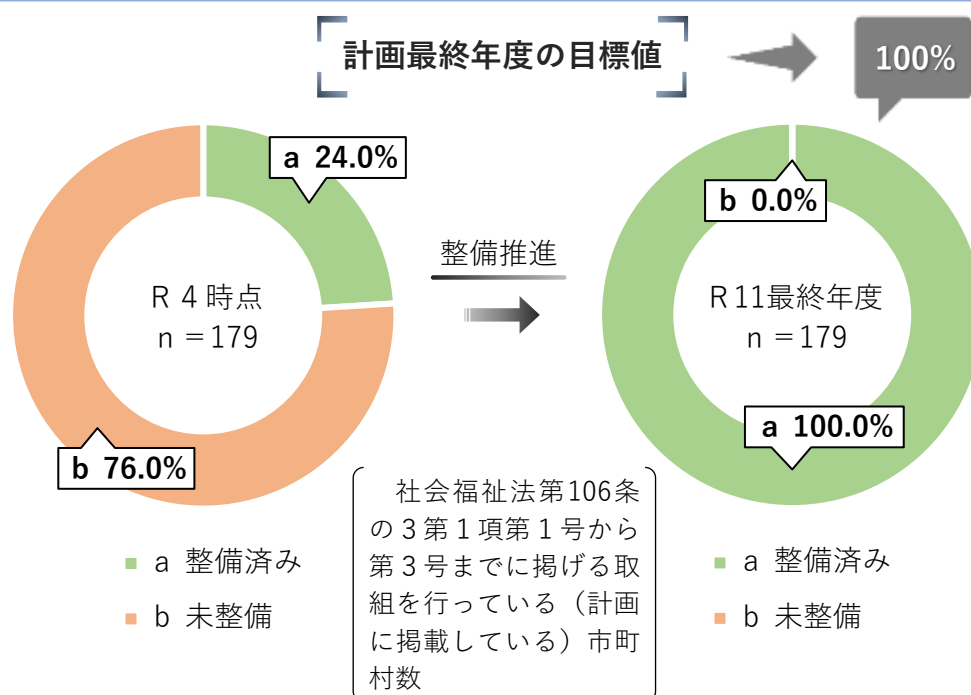 計画最終年度の目標値
100%
a 24.0%
b 76.0%
R４時点
n＝179
整備推進
b 0.0%
a 100.0%
R11最終年度
n＝179
a 整備済み
b 未整備
社会福祉法第106条
の３第１項第１号から
第３号までに掲げる取
組を行っている（計画
に掲載している）市町
村数
a 整備済み
b 未整備